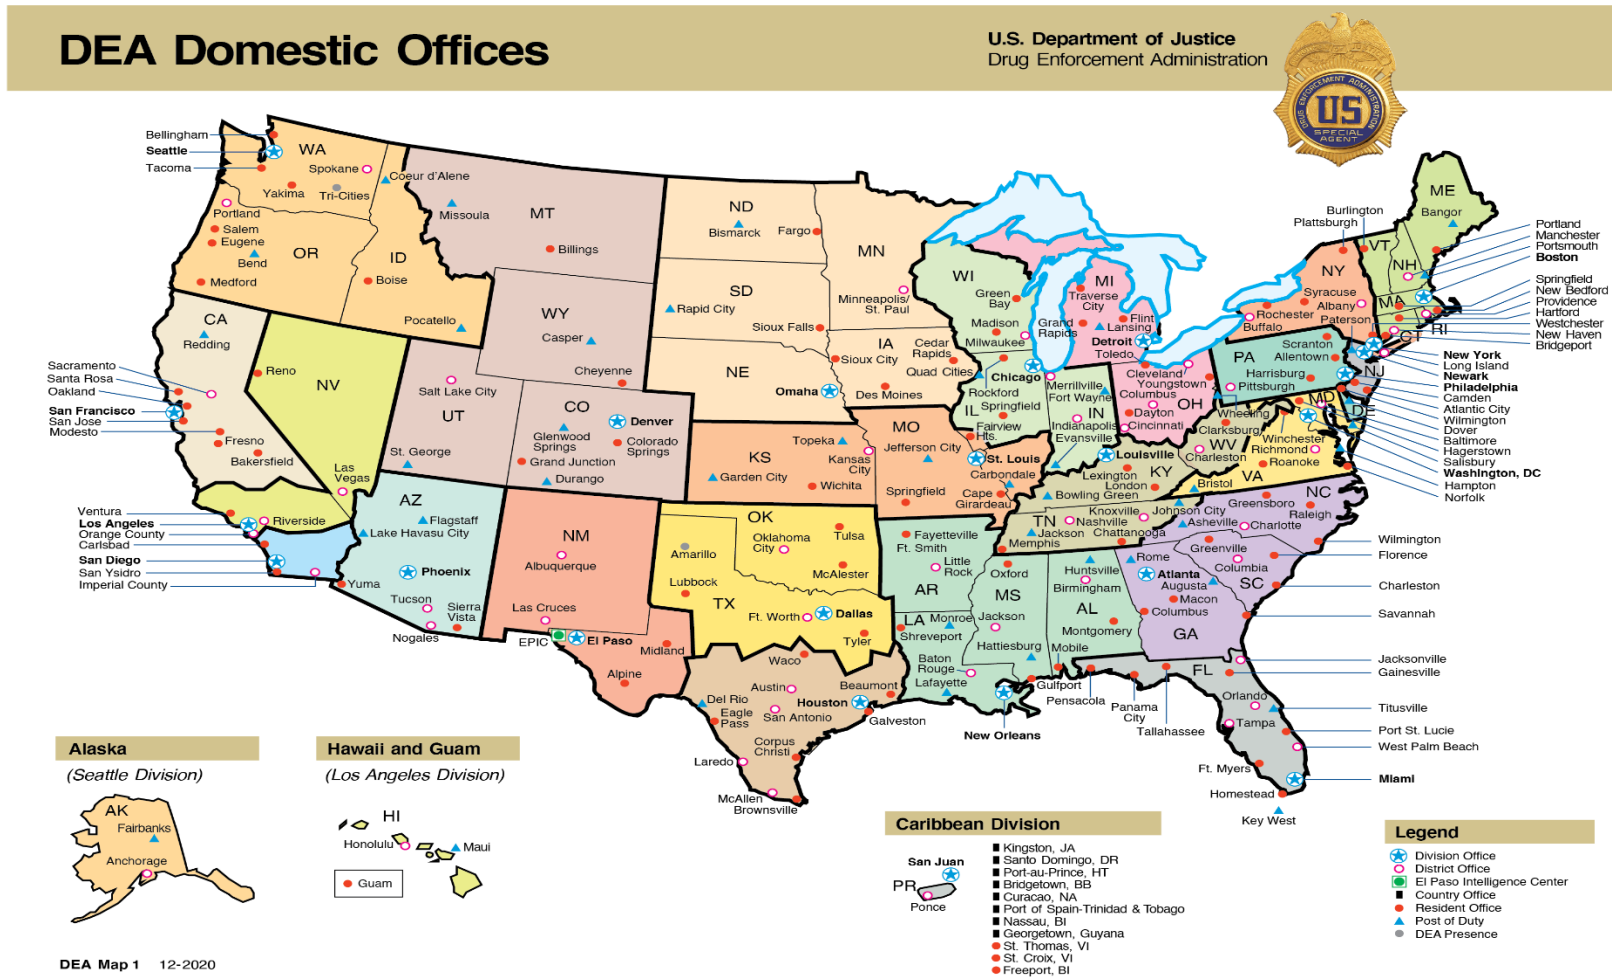 DEA Domestic Offices
U.S. Department of Justice
Drug Enforcement Administration
DRUG ENFORCEMENT ADMINISTRATION
US
SPECIAL
AGENT
Bellingham
Seattle
Tacoma
WA
Spokane
Yakima
Tri-Cities
Coeur d'Alene
Portland
Salem
Eugene
Bend
Medford
OR
ID
Boise
Pocatello
MT
Missoula
Billings
WY
Casper
Cheyenne
ND
Bismarck
Fargo
SD
Rapid City
Sioux Falls
NE
Omaha
MN
Minneapolis/
St. Paul
IA
Sioux City
Cedar
Rapids
Quad Cities
Des Moines
WI
Green
Bay
Madison
Milwaukee
MI
Traverse
City
Grand
Rapids
Flint
Lansing
Detroit
Toledo
Chicago
Rockford
IL
Springfield
Fairview
Hts.
Merrillville
Fort Wayne
IN
Indianapolis
Evansville
Cleveland
Youngstown
Columbus
Dayton
OH
Cincinnati
CA
Redding
Sacramento
Santa Rosa
Oakland
San Francisco
San Jose
Modesto
Fresno
Bakersfield
NV
Reno
Las
Vegas
UT
Salt Lake City
St. George
CO
Denver
Glenwood
Springs
Colorado
Springs
Grand Junction
Durango
KS
Topeka
Kansas
City
Garden City
Wichita
MO
Jefferson City
St. Louis
Springfield
Cape
Girardeau
Carbondale
Ventura
Los Angeles
Orange County
Carlsbad
San Diego
San Ysidro
Imperial County
Riverside
AZ
Flagstaff
Lake Havasu City
Phoenix
Yuma
Tucson
Nogales
Sierra
Vista
NM
Albuquerque
Las Cruces
EPIC
El Paso
Midland
Alpine
OK
Oklahoma
City
Tulsa
McAlester
Amarillo
Lubbock
TX
Ft. Worth
Dallas
Tyler
Waco
Austin
Beaumont
Houston
San Antonio
Galveston
Del Rio
Eagle
Pass
Corpus
Christi
Laredo
McAllen
Brownsville
Fayetteville
Ft. Smith
Little
Rock
AR
LA
Monroe
Shreveport
Baton
Rouge
Lafayette
New Orleans
MS
Oxford
Jackson
Hattiesburg
Gulfport
AL
Huntsville
Birmingham
Montgomery
Mobile
TN
Nashville
Jackson
Memphis
Knoxville
Chattanooga
Johnson City
KY
Louisville
Lexington
London
Bowling Green
WV
Wheeling
Clarksburg
Charleston
VA
Winchester
Richmond
Roanoke
Bristol
NC
Greensboro
Raleigh
Asheville
Charlotte
SC
Greenville
Columbia
GA
Rome
Atlanta
Augusta
Macon
Columbus
FL
Pensacola
Panama
City
Tallahassee
Orlando
Tampa
Ft. Myers
Homestead
Key West
Wilmington
Florence
Charleston
Savannah
Jacksonville
Gainesville
Titusville
Port St. Lucie
West Palm Beach
Miami
PA
Scranton
Allentown
Harrisburg
Pittsburgh
MD
DE
NJ
NY
Plattsburgh
Burlington
Syracuse
Albany
Rochester
Buffalo
Paterson
VT
NH
ME
Bangor
MA
CT
RI
Portland
Manchester
Portsmouth
Boston
Springfield
New Bedford
Providence
Hartford
Westchester
New Haven
Bridgeport
New York
Long Island
Newark
Philadelphia
Camden
Atlantic City
Wilmington
Dover
Baltimore
Hagerstown
Salisbury
Washington, DC
Hampton
Norfolk
Alaska
(Seattle Division)
AK
Fairbanks
Anchorage
Hawaii and Guam
(Los Angeles Division)
HI
Honolulu
Maui
Guam
Caribbean Division
San Juan
PR
Ponce
Kingston, JA
Santo Domingo, DR
Port-au-Prince, HT
Bridgetown, BB
Curacao, NA
Port of Spain-Trinidad & Tobago
Nassau, BI
Georgetown, Guyana
St. Thomas, VI
St. Croix, VI
Freeport, BI
Legend
Division Office
District Office
El Paso Intelligence Center
Country Office
Resident Office
Post of Duty
DEA Presence
DEA Map 1 12-2020